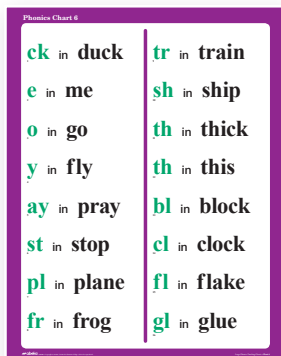 Phonics Chart 6
ck in duck
e in me
o in go
y in fly
ay in pray
st in stop
pl in plane
fr in frog
tr in train
sh in ship
th in thick
th in this
bl in block
cl in clock
fl in flake
gl in glue